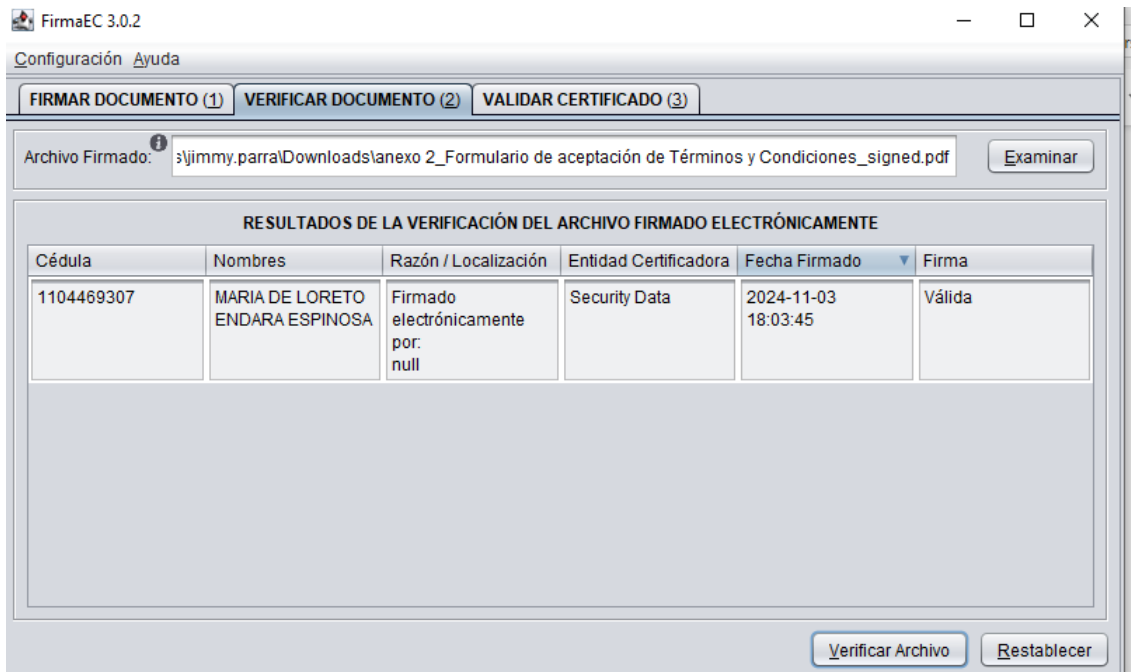 FirmaEC 3.0.2
Configuración Ayuda
FIRMAR DOCUMENTO (1) VERIFICAR DOCUMENTO (2) VALIDAR CERTIFICADO (3)
Archivo Firmado: s\jimmy.parra\Downloads\anexo 2_Formulario de aceptación de Términos y Condiciones_signed.pdf Examinar
RESULTADOS DE LA VERIFICACIÓN DEL ARCHIVO FIRMADO ELECTRÓNICAMENTE
Cédula Nombres Razón / Localización Entidad Certificadora Fecha Firmado Firma
1104469307 MARIA DE LORETO Firmado Security Data 2024-11-03 Válida
ENDARA ESPINOSA electrónicamente 18:03:45
por:
null
Verificar Archivo Restablecer